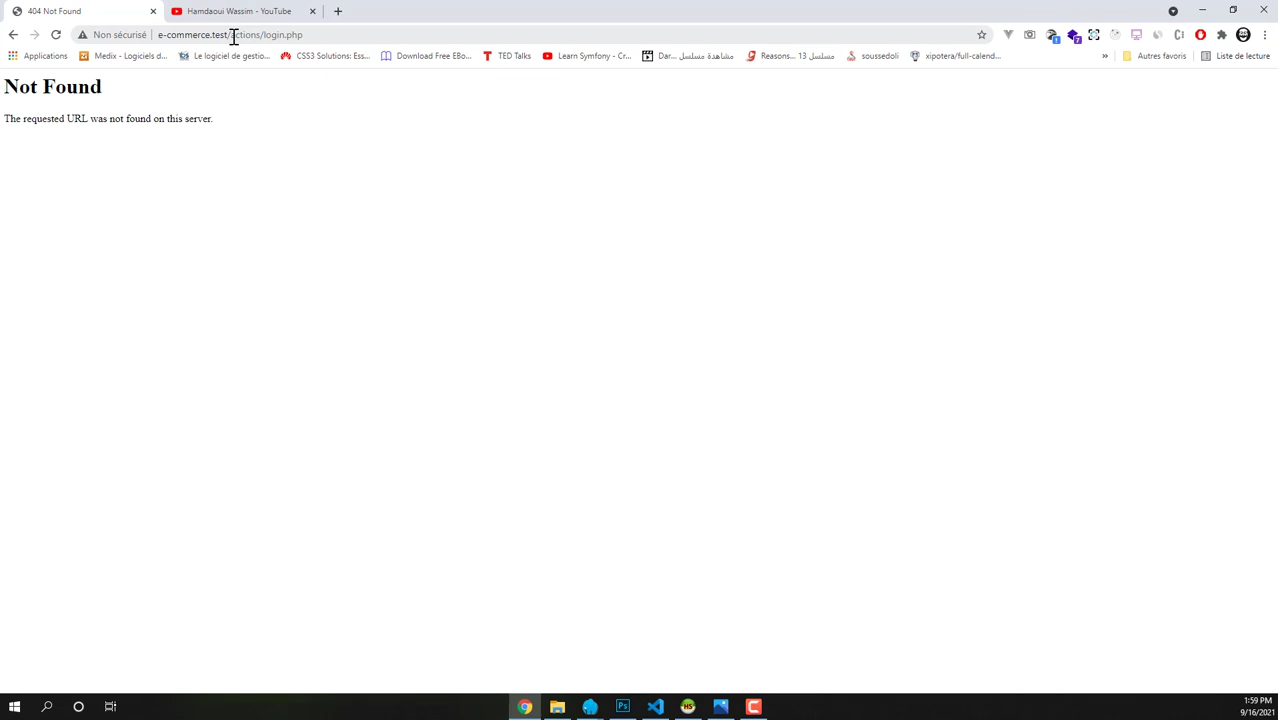 404 Not Found
Hamdaoui Wassim - YouTube
Non sécurisé
e-commerce.test/actions/login.php
Applications
Medix - Logiciels d...
Le logiciel de gestio...
CSS3 Solutions: Ess...
Download Free EBo...
TED Talks
Learn Symfony - Cr...
Dar... مشاهدة مسلسل
Reasons... 13 مسلسل
soussedoli
xipotera/full-calend...
»
Autres favoris
Liste de lecture
Not Found
The requested URL was not found on this server.
1:59 PM
9/16/2021